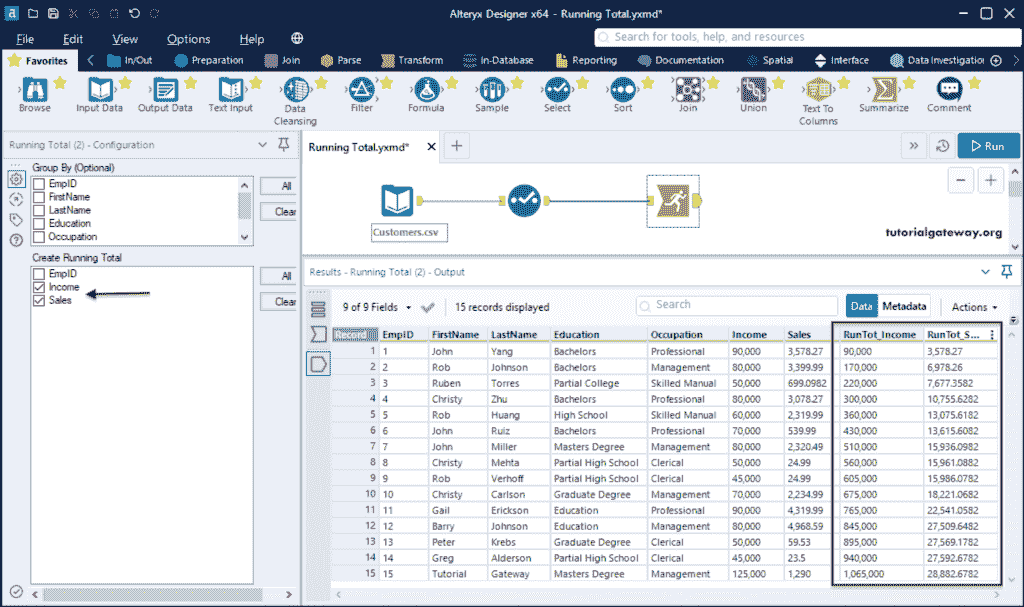 Alteryx Designer x64 - Running Total.yxmd*
File Edit View Options Help
Search for tools, help, and resources
Favorites In/Out Preparation Join Parse Transform In-Database Reporting Documentation Spatial Interface Data Investigation
Browse Input Data Output Data Text Input Data Cleansing Filter Formula Sample Select Sort Join Union Text To Columns Summarize Comment
Running Total (2) - Configuration
Group By (Optional)
EmpID
FirstName
LastName
Education
Occupation
All
Clear
Create Running Total
EmpID
Income
Sales
All
Clear
Running Total.yxmd*
Run
Customers.csv
tutorialgateway.org
Results - Running Total (2) - Output
9 of 9 Fields 15 records displayed Search Data Metadata Actions
Record EmpID FirstName LastName Education Occupation Income Sales RunTot_Income RunTot_S...
1 1 John Yang Bachelors Professional 90,000 3,578.27 90,000 3,578.27
2 2 Rob Johnson Bachelors Management 80,000 3,399.99 170,000 6,978.26
3 3 Ruben Torres Partial College Skilled Manual 50,000 699.0982 220,000 7,677.3582
4 4 Christy Zhu Bachelors Professional 80,000 3,078.27 300,000 10,755.6282
5 5 Rob Huang High School Skilled Manual 60,000 2,319.99 360,000 13,075.6182
6 6 John Ruiz Bachelors Professional 70,000 539.99 430,000 13,615.6082
7 7 John Miller Masters Degree Management 80,000 2,320.49 510,000 15,936.0982
8 8 Christy Mehta Partial High School Clerical 50,000 24.99 560,000 15,961.0882
9 9 Rob Verhoff Partial High School Clerical 45,000 24.99 605,000 15,986.0782
10 10 Christy Carlson Graduate Degree Management 70,000 2,234.99 675,000 18,221.0682
11 11 Gail Erickson Education Professional 90,000 4,319.99 765,000 22,541.0582
12 12 Barry Johnson Education Management 80,000 4,968.59 845,000 27,509.6482
13 13 Peter Krebs Graduate Degree Clerical 50,000 59.53 895,000 27,569.1782
14 14 Greg Alderson Partial High School Clerical 45,000 23.5 940,000 27,592.6782
15 15 Tutorial Gateway Masters Degree Management 125,000 1,290 1,065,000 28,882.6782